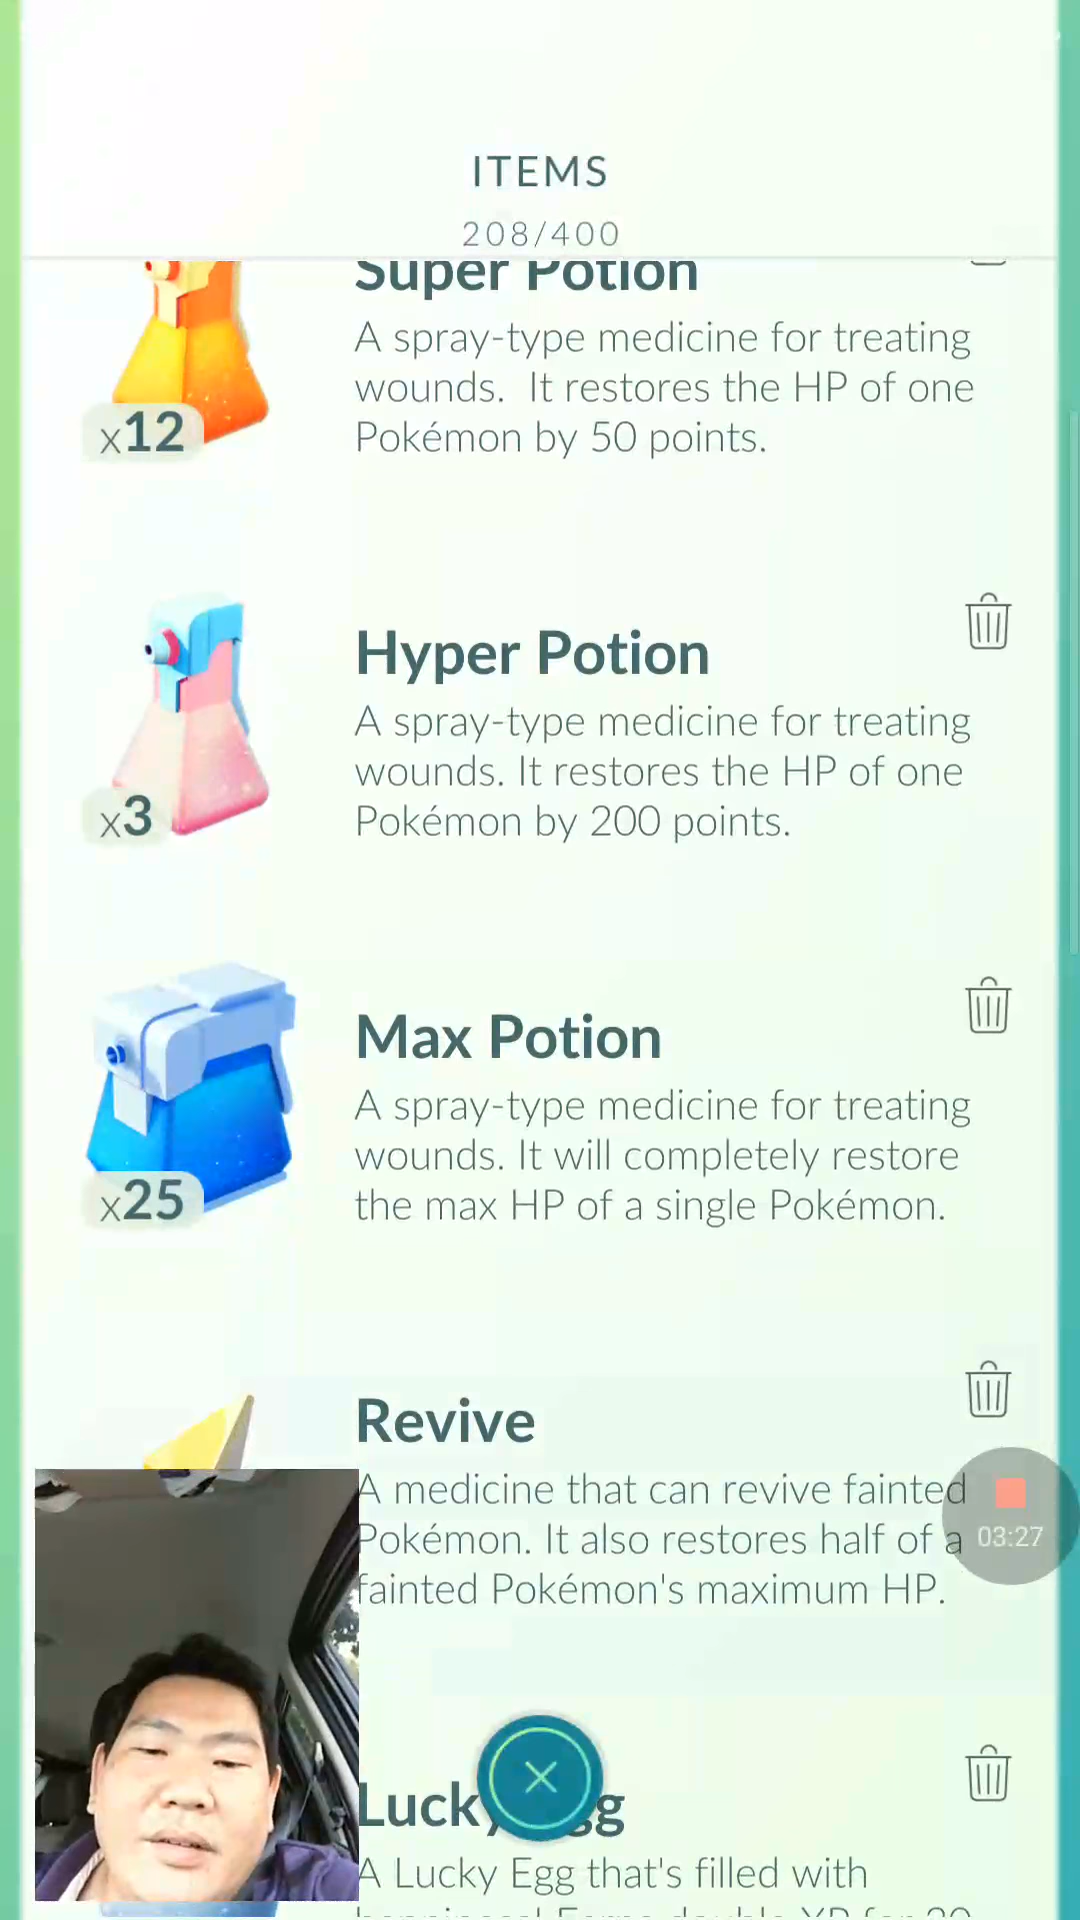 ITEMS
208/400
Super Potion
A spray-type medicine for treating
wounds.  It restores the HP of one
Pokémon by 50 points.
x12
Hyper Potion
A spray-type medicine for treating
wounds. It restores the HP of one
Pokémon by 200 points.
x3
Max Potion
A spray-type medicine for treating
wounds. It will completely restore
the max HP of a single Pokémon.
x25
Revive
A medicine that can revive fainted
Pokémon. It also restores half of a
fainted Pokémon's maximum HP.
03:27
Lucky Egg
A Lucky Egg that's filled with